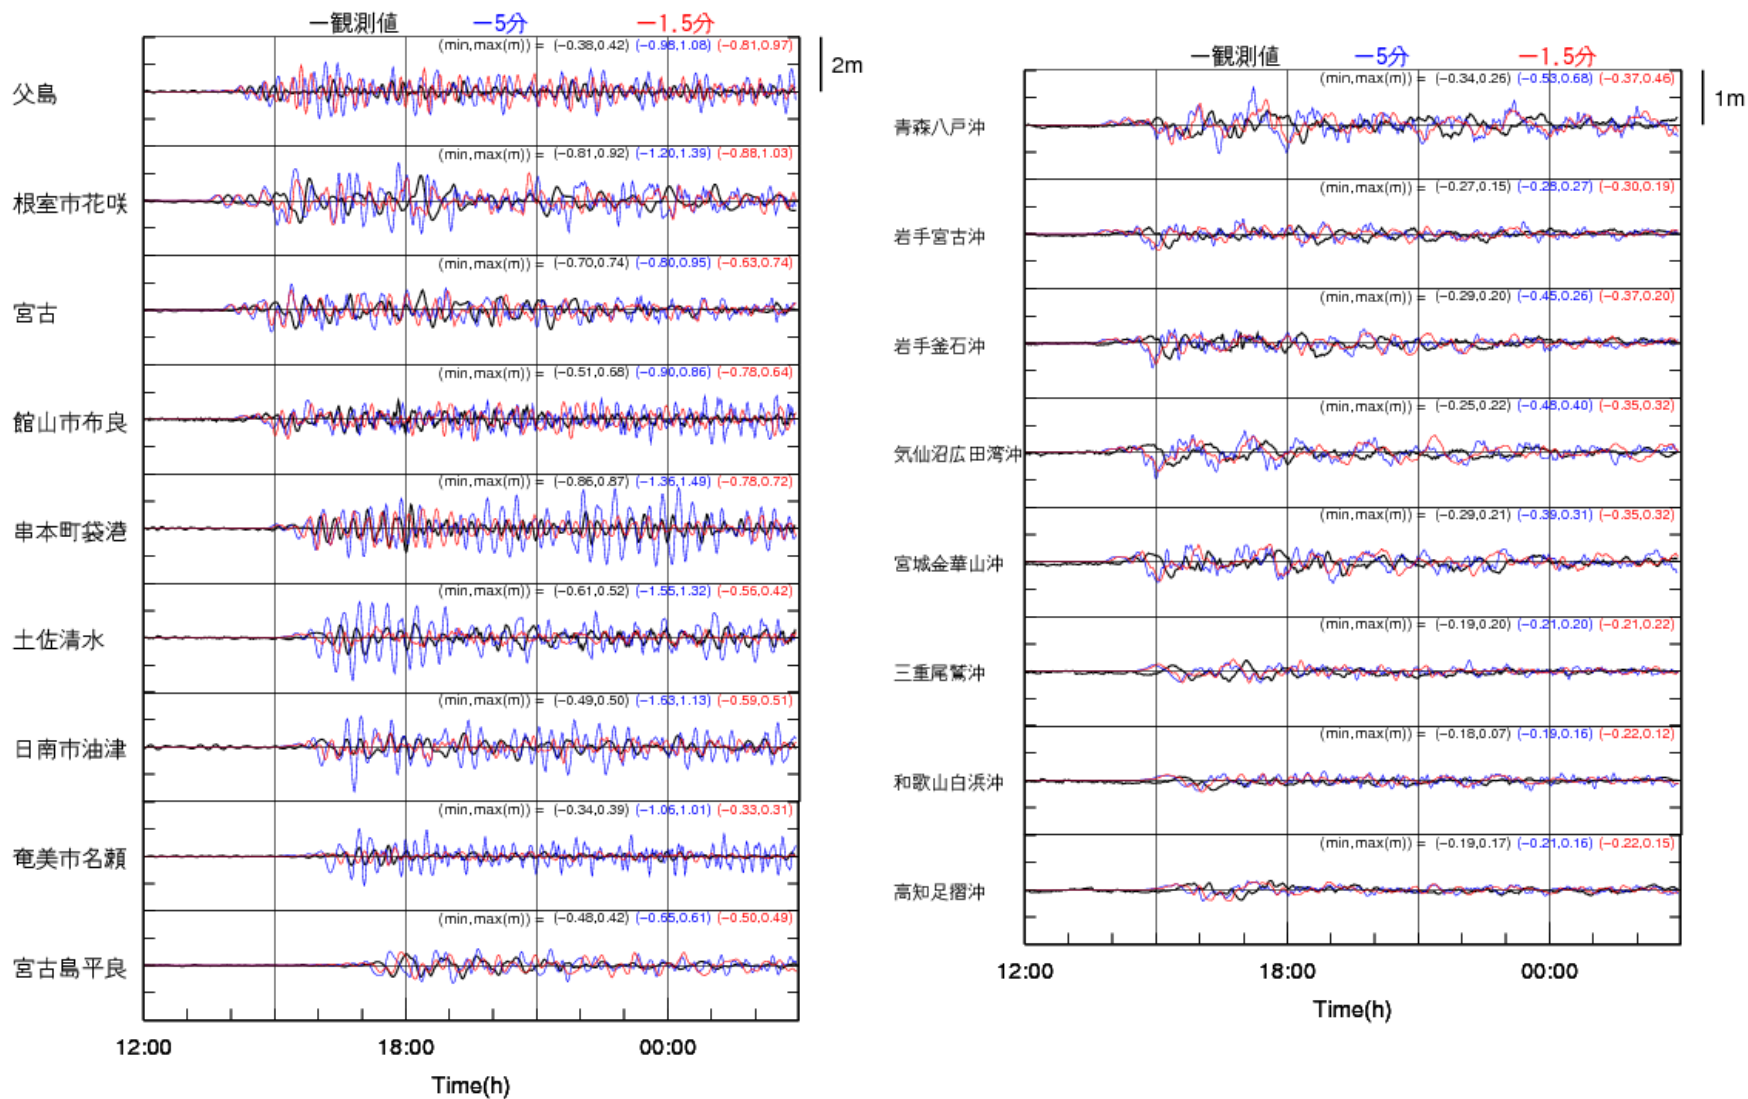 ―観測値 ―5分 ―1.5分
(min,max(m)) = (−0.38,0.42) (−0.98,1.08) (−0.81,0.97)
2m
父島
(min,max(m)) = (−0.81,0.92) (−1.20,1.39) (−0.88,1.03)
根室市花咲
(min,max(m)) = (−0.70,0.74) (−0.80,0.95) (−0.63,0.74)
宮古
(min,max(m)) = (−0.51,0.68) (−0.90,0.86) (−0.78,0.64)
館山市布良
(min,max(m)) = (−0.86,0.87) (−1.36,1.49) (−0.78,0.72)
串本町袋港
(min,max(m)) = (−0.61,0.52) (−1.55,1.32) (−0.56,0.42)
土佐清水
(min,max(m)) = (−0.49,0.50) (−1.63,1.13) (−0.59,0.51)
日南市油津
(min,max(m)) = (−0.34,0.39) (−1.06,1.01) (−0.33,0.31)
奄美市名瀬
(min,max(m)) = (−0.48,0.42) (−0.65,0.61) (−0.50,0.49)
宮古島平良
12:00 18:00 00:00
Time(h)
―観測値 ―5分 ―1.5分
(min,max(m)) = (−0.34,0.26) (−0.53,0.68) (−0.37,0.46)
1m
青森八戸沖
(min,max(m)) = (−0.27,0.15) (−0.28,0.27) (−0.30,0.19)
岩手宮古沖
(min,max(m)) = (−0.29,0.20) (−0.45,0.26) (−0.37,0.20)
岩手釜石沖
(min,max(m)) = (−0.25,0.22) (−0.48,0.40) (−0.35,0.32)
気仙沼広田湾沖
(min,max(m)) = (−0.29,0.21) (−0.39,0.31) (−0.35,0.32)
宮城金華山沖
(min,max(m)) = (−0.19,0.20) (−0.21,0.20) (−0.21,0.22)
三重尾鷲沖
(min,max(m)) = (−0.18,0.07) (−0.19,0.16) (−0.22,0.12)
和歌山白浜沖
(min,max(m)) = (−0.19,0.17) (−0.21,0.16) (−0.22,0.15)
高知足摺沖
12:00 18:00 00:00
Time(h)